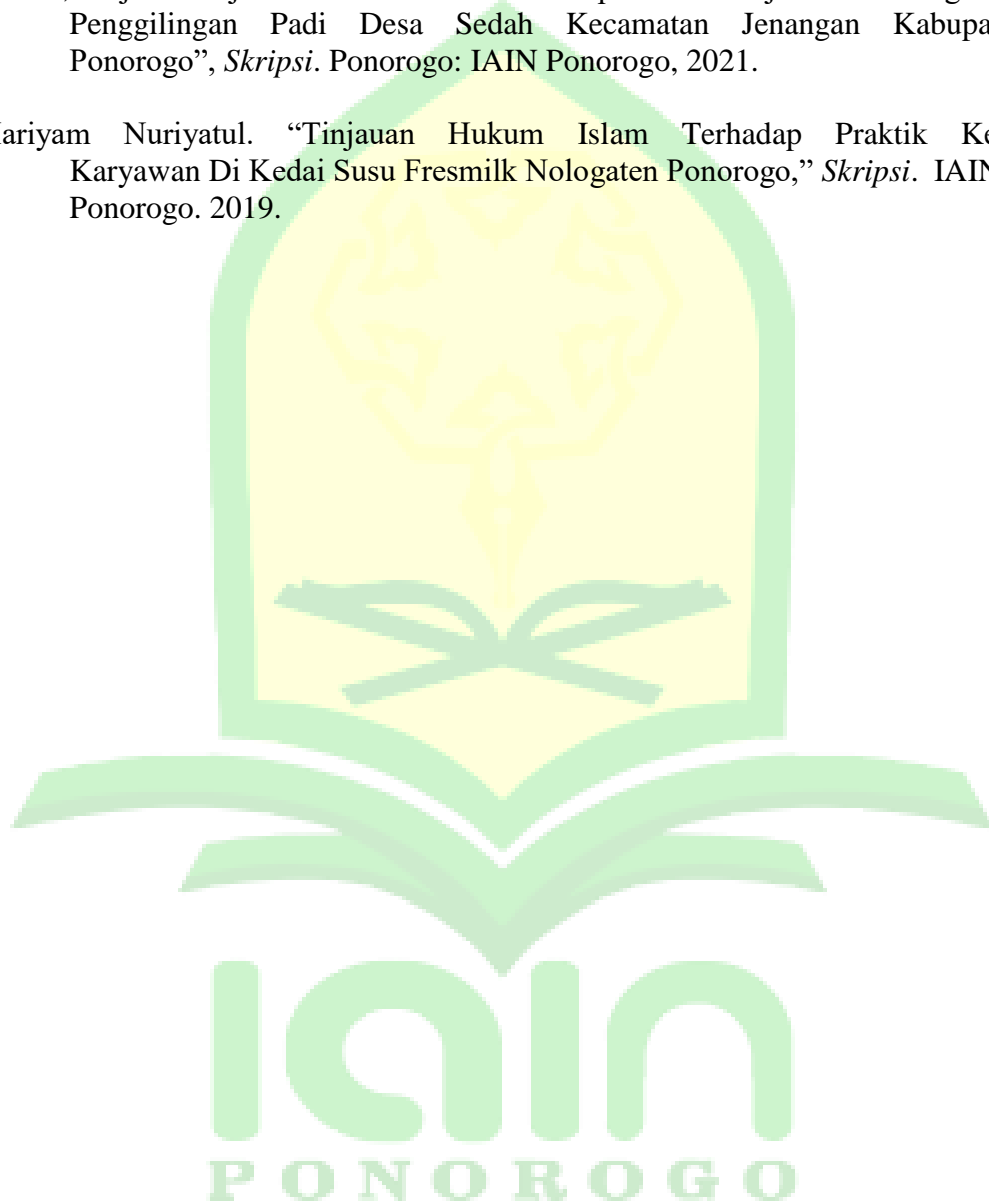 Penggilingan Padi Desa Sedah Kecamatan Jenangan
Ponorogo”, Skripsi. Ponorogo: IAIN Ponorogo, 2021.
Nuriyatul. “Tinjauan Hukum Islam Terhadap Praktik
Karyawan Di Kedai Susu Fresmilk Nologaten Ponorogo,” Skripsi. IAIN
Ponorogo. 2019.
iain
PONOROGO